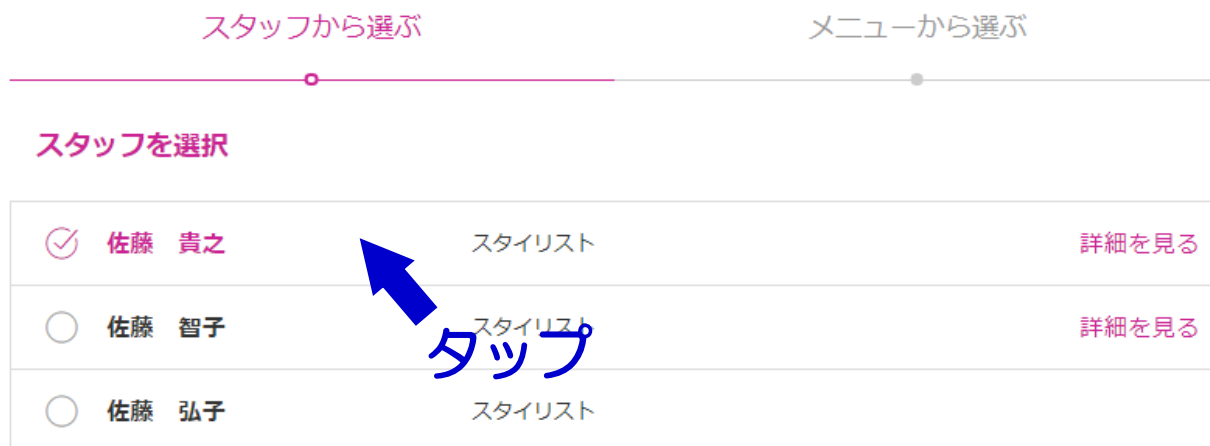 スタッフから選ぶ メニューから選ぶ
スタッフを選択
佐藤　貴之 スタイリスト 詳細を見る
佐藤　智子 スタイリスト 詳細を見る
タップ
佐藤　弘子 スタイリスト